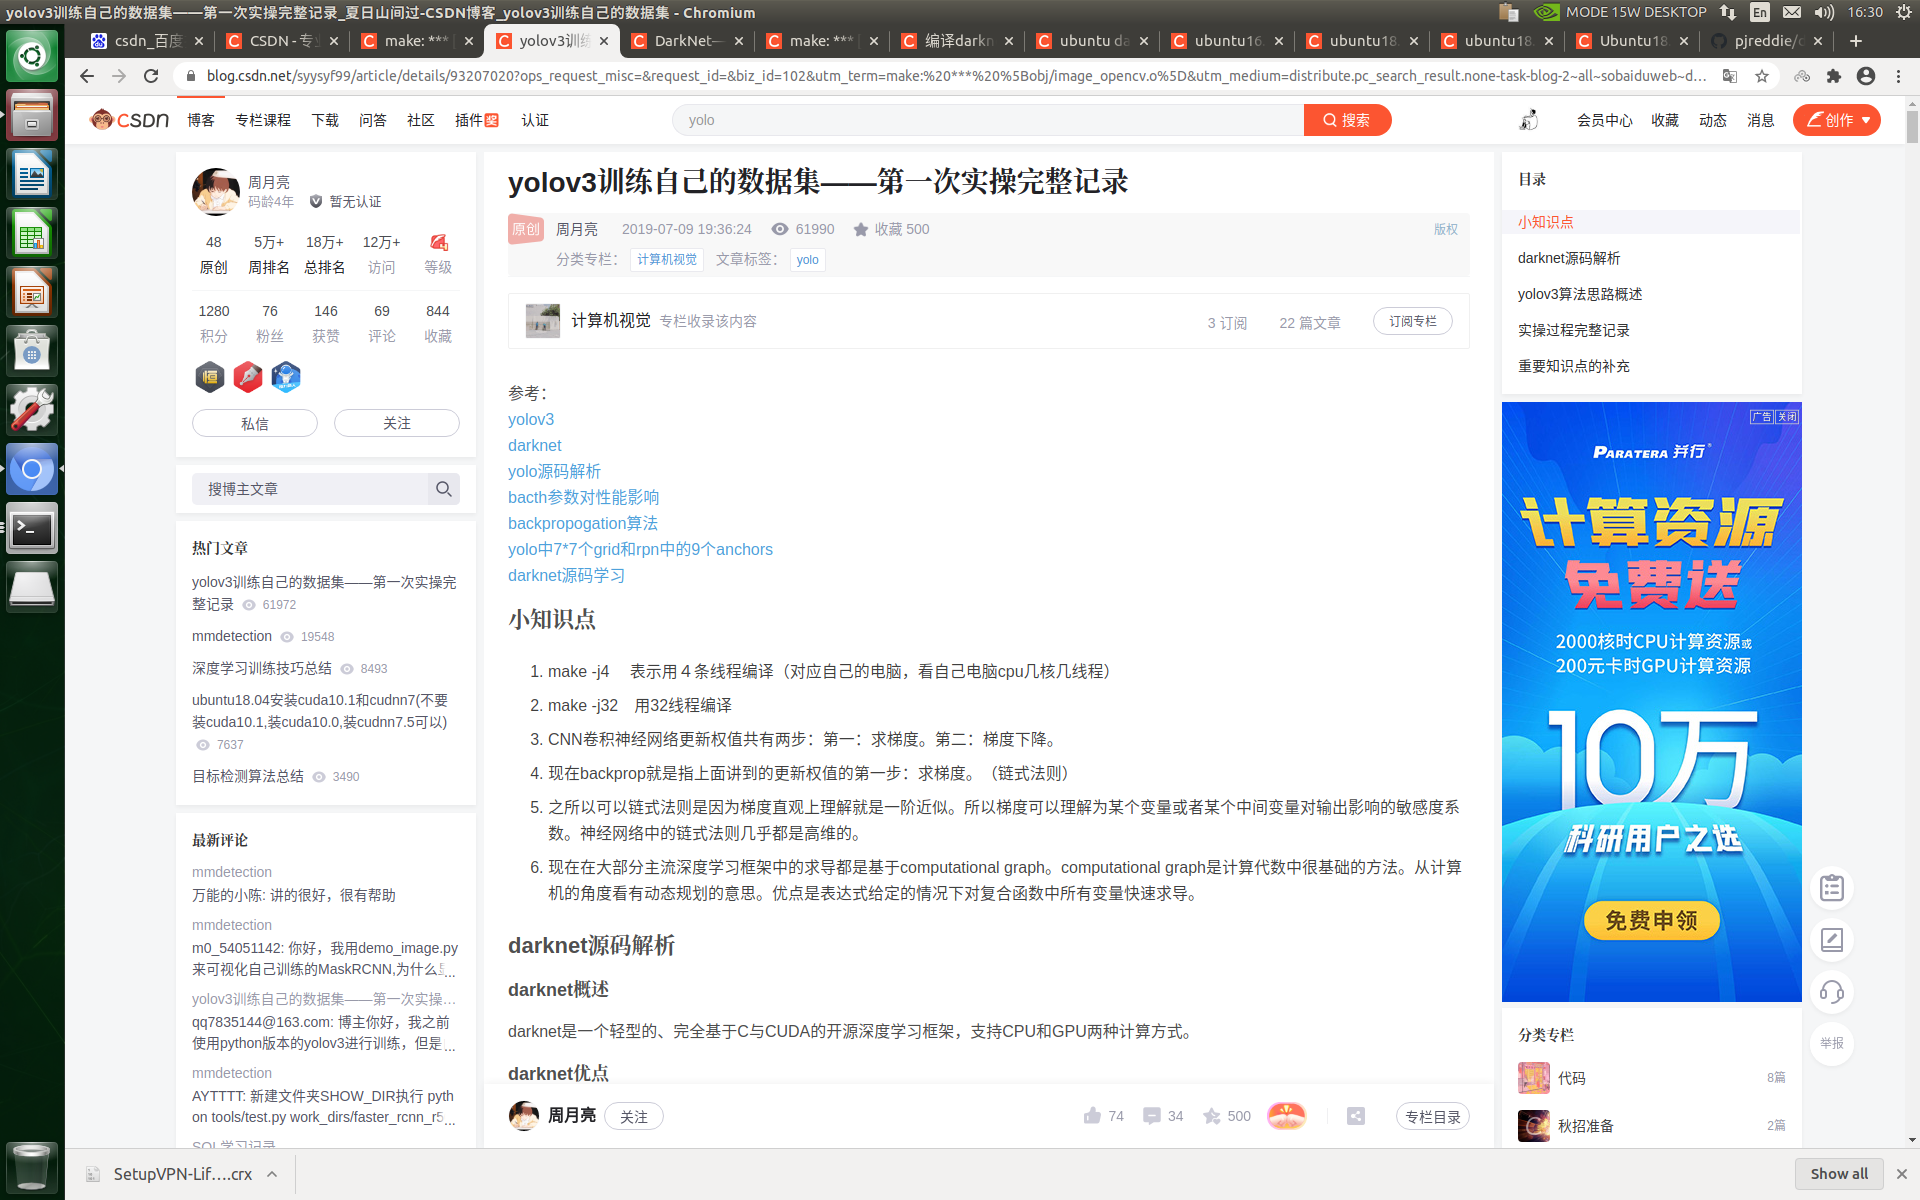 yolov3训练自己的数据集——第一次实操完整记录_夏日山间过-CSDN博客_yolov3训练自己的数据集 - Chromium
MODE 15W DESKTOP
En
16:30
csdn_百度
CSDN - 专
make: ***
yolov3训
DarkNet—
make: ***
编译darkn
ubuntu da
ubuntu16.
ubuntu18.
ubuntu18.
Ubuntu18
pjreddie/
blog.csdn.net/syysyf99/article/details/93207020?ops_request_misc=&request_id=&biz_id=102&utm_term=make:%20***%20%5Bobj/image_opencv.o%5D&utm_medium=distribute.pc_search_result.none-task-blog-2~all~sobaiduweb~d...
CSDN
博客
专栏课程
下载
问答
社区
插件
奖
认证
yolo
搜索
会员中心
收藏
动态
消息
创作
周月亮
码龄4年
暂无认证
48 5万+ 18万+ 12万+
原创 周排名 总排名 访问 等级
1280 76 146 69 844
积分 粉丝 获赞 评论 收藏
私信
关注
搜博主文章
热门文章
yolov3训练自己的数据集——第一次实操完
整记录 61972
mmdetection 19548
深度学习训练技巧总结 8493
ubuntu18.04安装cuda10.1和cudnn7(不要
装cuda10.1,装cuda10.0,装cudnn7.5可以)
7637
目标检测算法总结 3490
最新评论
mmdetection
万能的小陈: 讲的很好，很有帮助
mmdetection
m0_54051142: 你好，我用demo_image.py
来可视化自己训练的MaskRCNN,为什么...
yolov3训练自己的数据集——第一次实操...
qq7835144@163.com: 博主你好，我之前
使用python版本的yolov3进行训练，但是...
mmdetection
AYTTTT: 新建文件夹SHOW_DIR执行 pyth
on tools/test.py work_dirs/faster_rcnn_r5...
SQL学习记录
yolov3训练自己的数据集——第一次实操完整记录
原创
周月亮
2019-07-09 19:36:24
61990
收藏 500
版权
分类专栏：
计算机视觉
文章标签：
yolo
计算机视觉 专栏收录该内容
3 订阅
22 篇文章
订阅专栏
参考：
yolov3
darknet
yolo源码解析
bacth参数对性能影响
backpropogation算法
yolo中7*7个grid和rpn中的9个anchors
darknet源码学习
小知识点
1. make -j4 表示用４条线程编译（对应自己的电脑，看自己电脑cpu几核几线程）
2. make -j32 用32线程编译
3. CNN卷积神经网络更新权值共有两步：第一：求梯度。第二：梯度下降。
4. 现在backprop就是指上面讲到的更新权值的第一步：求梯度。（链式法则）
5. 之所以可以链式法则是因为梯度直观上理解就是一阶近似。所以梯度可以理解为某个变量或者某个中间变量对输出影响的敏感度系
数。神经网络中的链式法则几乎都是高维的。
6. 现在在大部分主流深度学习框架中的求导都是基于computational graph。computational graph是计算代数中很基础的方法。从计算
机的角度看有动态规划的意思。优点是表达式给定的情况下对复合函数中所有变量快速求导。
darknet源码解析
darknet概述
darknet是一个轻型的、完全基于C与CUDA的开源深度学习框架，支持CPU和GPU两种计算方式。
darknet优点
周月亮
关注
74
34
500
专栏目录
目录
小知识点
darknet源码解析
yolov3算法思路概述
实操过程完整记录
重要知识点的补充
广告
关闭
PARATERA 并行
计算资源
免费送
2000核时CPU计算资源或
200元卡时GPU计算资源
10万
科研用户之选
免费申领
分类专栏
代码 8篇
秋招准备 2篇
举报
SetupVPN-Lif....crx
Show all